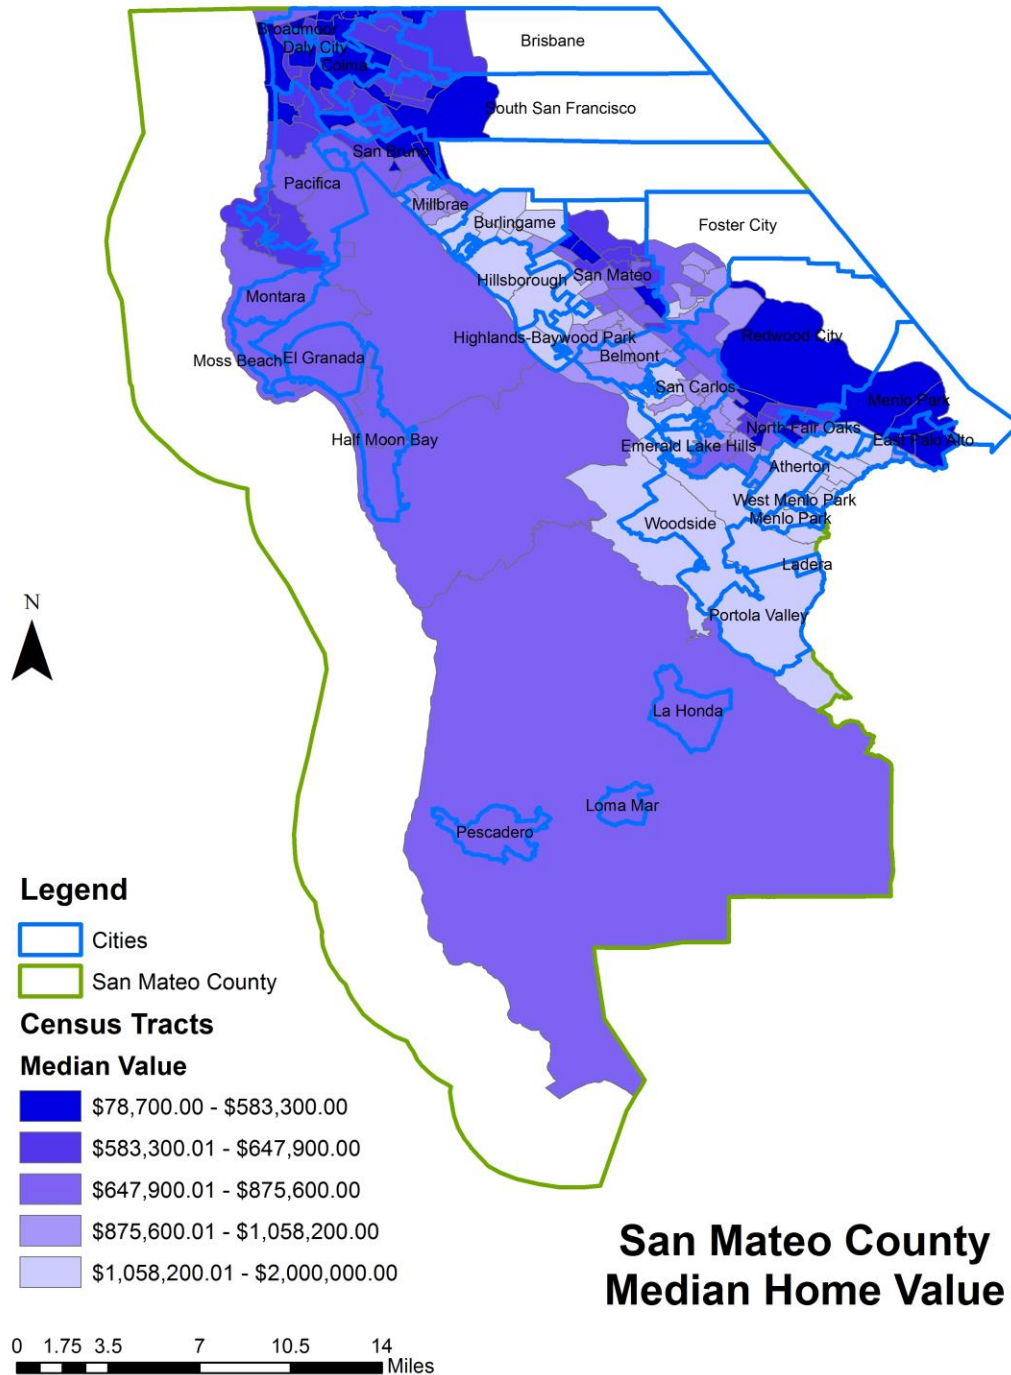 Brisbane
Broadmoor
Daly City
Colma
South San Francisco
San Bruno
Pacifica
Millbrae
Burlingame
Foster City
Hillsborough
San Mateo
Montara
Highlands-Baywood Park
Redwood City
Moss Beach
El Granada
Belmont
San Carlos
Menlo Park
Half Moon Bay
North Fair Oaks
East Palo Alto
Emerald Lake Hills
Atherton
West Menlo Park
Menlo Park
Woodside
Ladera
Portola Valley
N
La Honda
Loma Mar
Pescadero
Legend
Cities
San Mateo County
Census Tracts
Median Value
$78,700.00 - $583,300.00
$583,300.01 - $647,900.00
$647,900.01 - $875,600.00
$875,600.01 - $1,058,200.00
$1,058,200.01 - $2,000,000.00
San Mateo County
Median Home Value
0 1.75 3.5 7 10.5 14
Miles